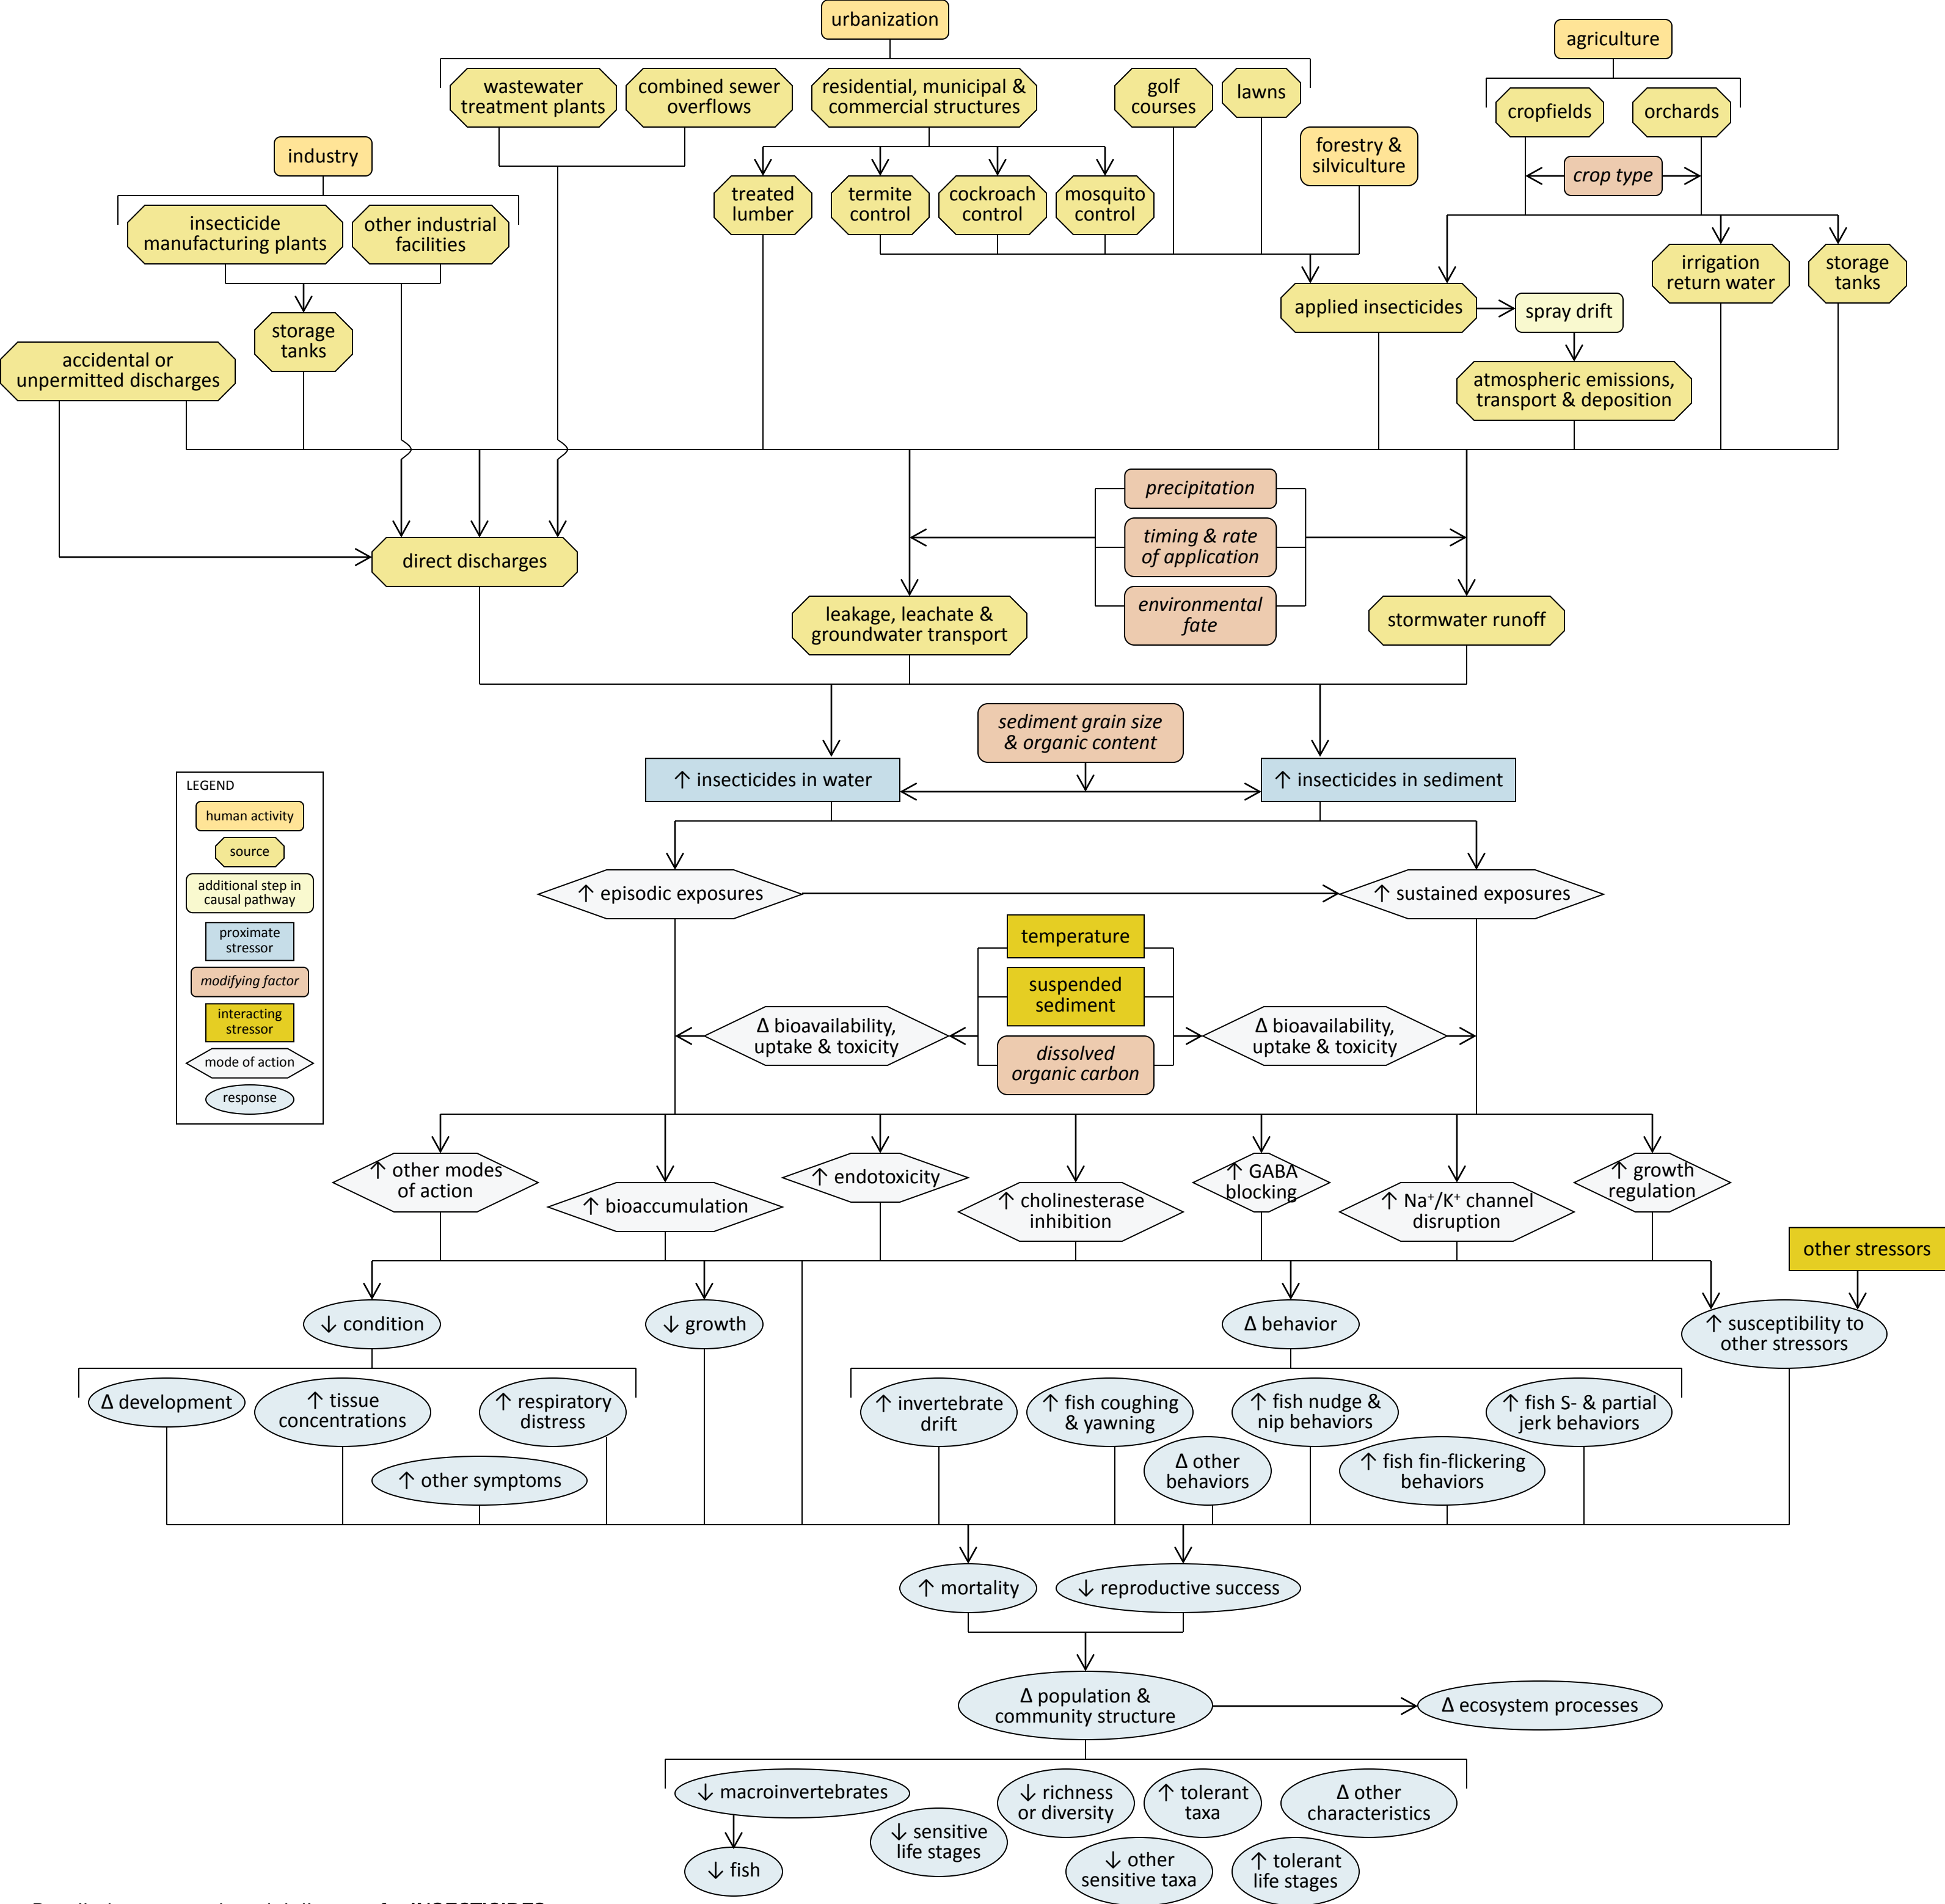 urbanization
agriculture
wastewater
treatment plants
combined sewer
overflows
residential, municipal &
commercial structures
golf
courses
lawns
cropfields
orchards
industry
forestry &
silviculture
crop type
treated
lumber
termite
control
cockroach
control
mosquito
control
insecticide
manufacturing plants
other industrial
facilities
irrigation
return water
storage
tanks
applied insecticides
spray drift
storage
tanks
accidental or
unpermitted discharges
atmospheric emissions,
transport & deposition
precipitation
timing & rate
of application
environmental
fate
direct discharges
leakage, leachate &
groundwater transport
stormwater runoff
sediment grain size
& organic content
↑ insecticides in water
↑ insecticides in sediment
LEGEND
human activity
source
additional step in
causal pathway
proximate
stressor
modifying factor
interacting
stressor
mode of action
response
↑ episodic exposures
↑ sustained exposures
temperature
suspended
sediment
dissolved
organic carbon
Δ bioavailability,
uptake & toxicity
Δ bioavailability,
uptake & toxicity
↑ other modes
of action
↑ bioaccumulation
↑ endotoxicity
↑ cholinesterase
inhibition
↑ GABA
blocking
↑ Na⁺/K⁺ channel
disruption
↑ growth
regulation
other stressors
↓ condition
↓ growth
Δ behavior
↑ susceptibility to
other stressors
Δ development
↑ tissue
concentrations
↑ respiratory
distress
↑ other symptoms
↑ invertebrate
drift
↑ fish coughing
& yawning
Δ other
behaviors
↑ fish nudge &
nip behaviors
↑ fish fin-flickering
behaviors
↑ fish S- & partial
jerk behaviors
↑ mortality
↓ reproductive success
Δ population &
community structure
Δ ecosystem processes
↓ macroinvertebrates
↓ fish
↓ sensitive
life stages
↓ richness
or diversity
↓ other
sensitive taxa
↑ tolerant
taxa
↑ tolerant
life stages
Δ other
characteristics